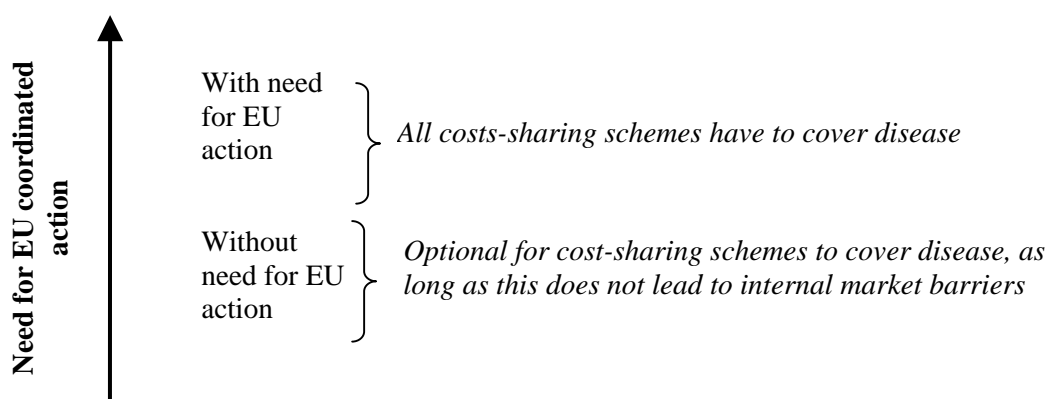 Need for EU coordinated
action
With need
for EU
action
All costs-sharing schemes have to cover disease
Without
need for EU
action
Optional for cost-sharing schemes to cover disease, as
long as this does not lead to internal market barriers